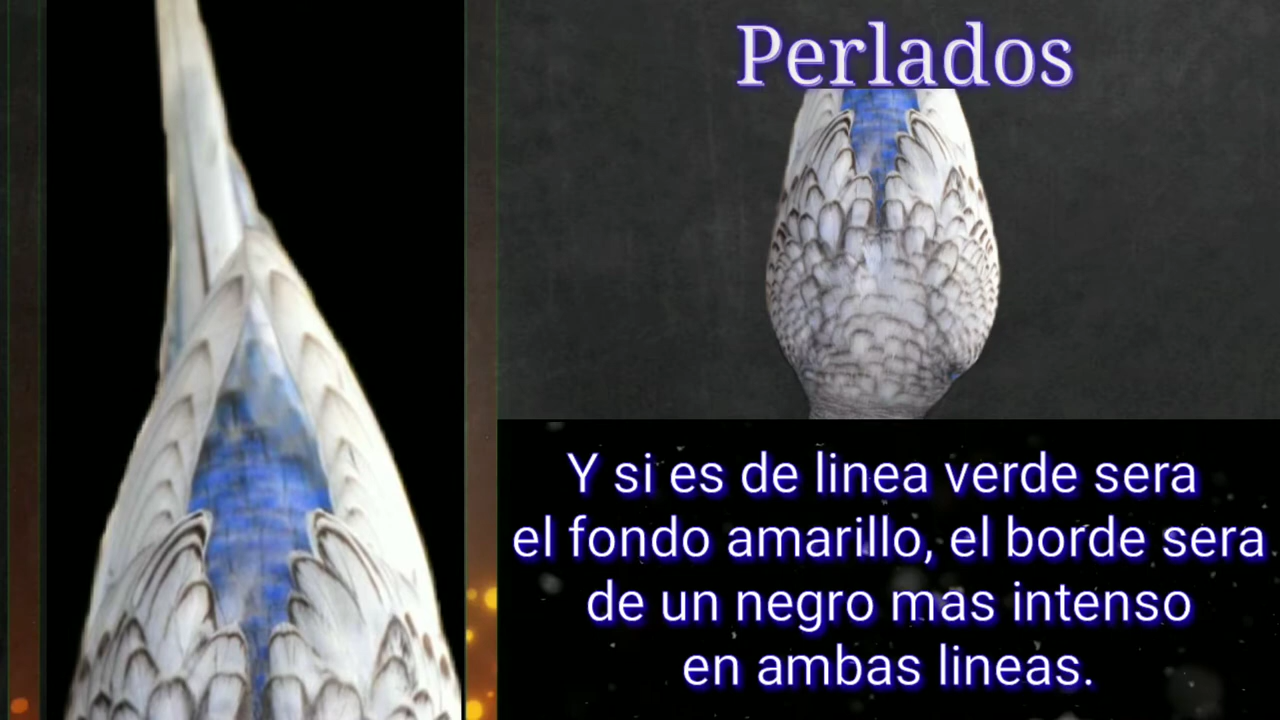 Perlados
Y si es de linea verde sera
el fondo amarillo, el borde sera
de un negro mas intenso
en ambas lineas.